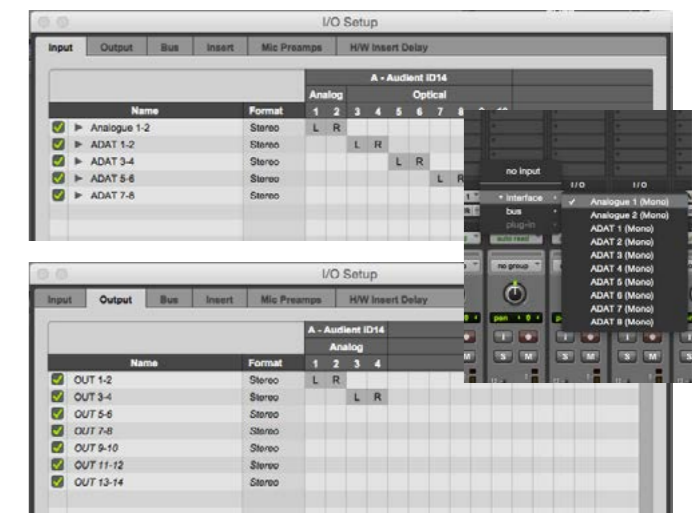 I/O Setup
Input Output Bus Insert Mic Preamps H/W Insert Delay
A - Audient iD14
Analog Optical
Name Format 1 2 3 4 5 6 7 8 9 10
Analogue 1-2 Stereo L R
ADAT 1-2 Stereo L R
ADAT 3-4 Stereo L R
ADAT 5-6 Stereo L R
ADAT 7-8 Stereo
no input
I/O I/O
interface
bus
plug-in
Analogue 1 (Mono)
Analogue 2 (Mono)
ADAT 1 (Mono)
ADAT 2 (Mono)
ADAT 3 (Mono)
ADAT 4 (Mono)
ADAT 5 (Mono)
ADAT 6 (Mono)
ADAT 7 (Mono)
ADAT 8 (Mono)
auto read
no group
pan 0
I
S M S M S M
I/O Setup
Input Output Bus Insert Mic Preamps H/W Insert Delay
A - Audient iD14
Analog
Name Format 1 2 3 4
OUT 1-2 Stereo L R
OUT 3-4 Stereo L R
OUT 5-6 Stereo
OUT 7-8 Stereo
OUT 9-10 Stereo
OUT 11-12 Stereo
OUT 13-14 Stereo